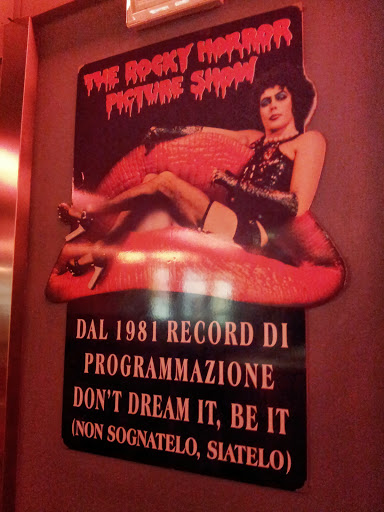 THE ROCKY HORROR
PICTURE SHOW
DAL 1981 RECORD DI
PROGRAMMAZIONE
DON'T DREAM IT, BE IT
(NON SOGNATELO, SIATELO)